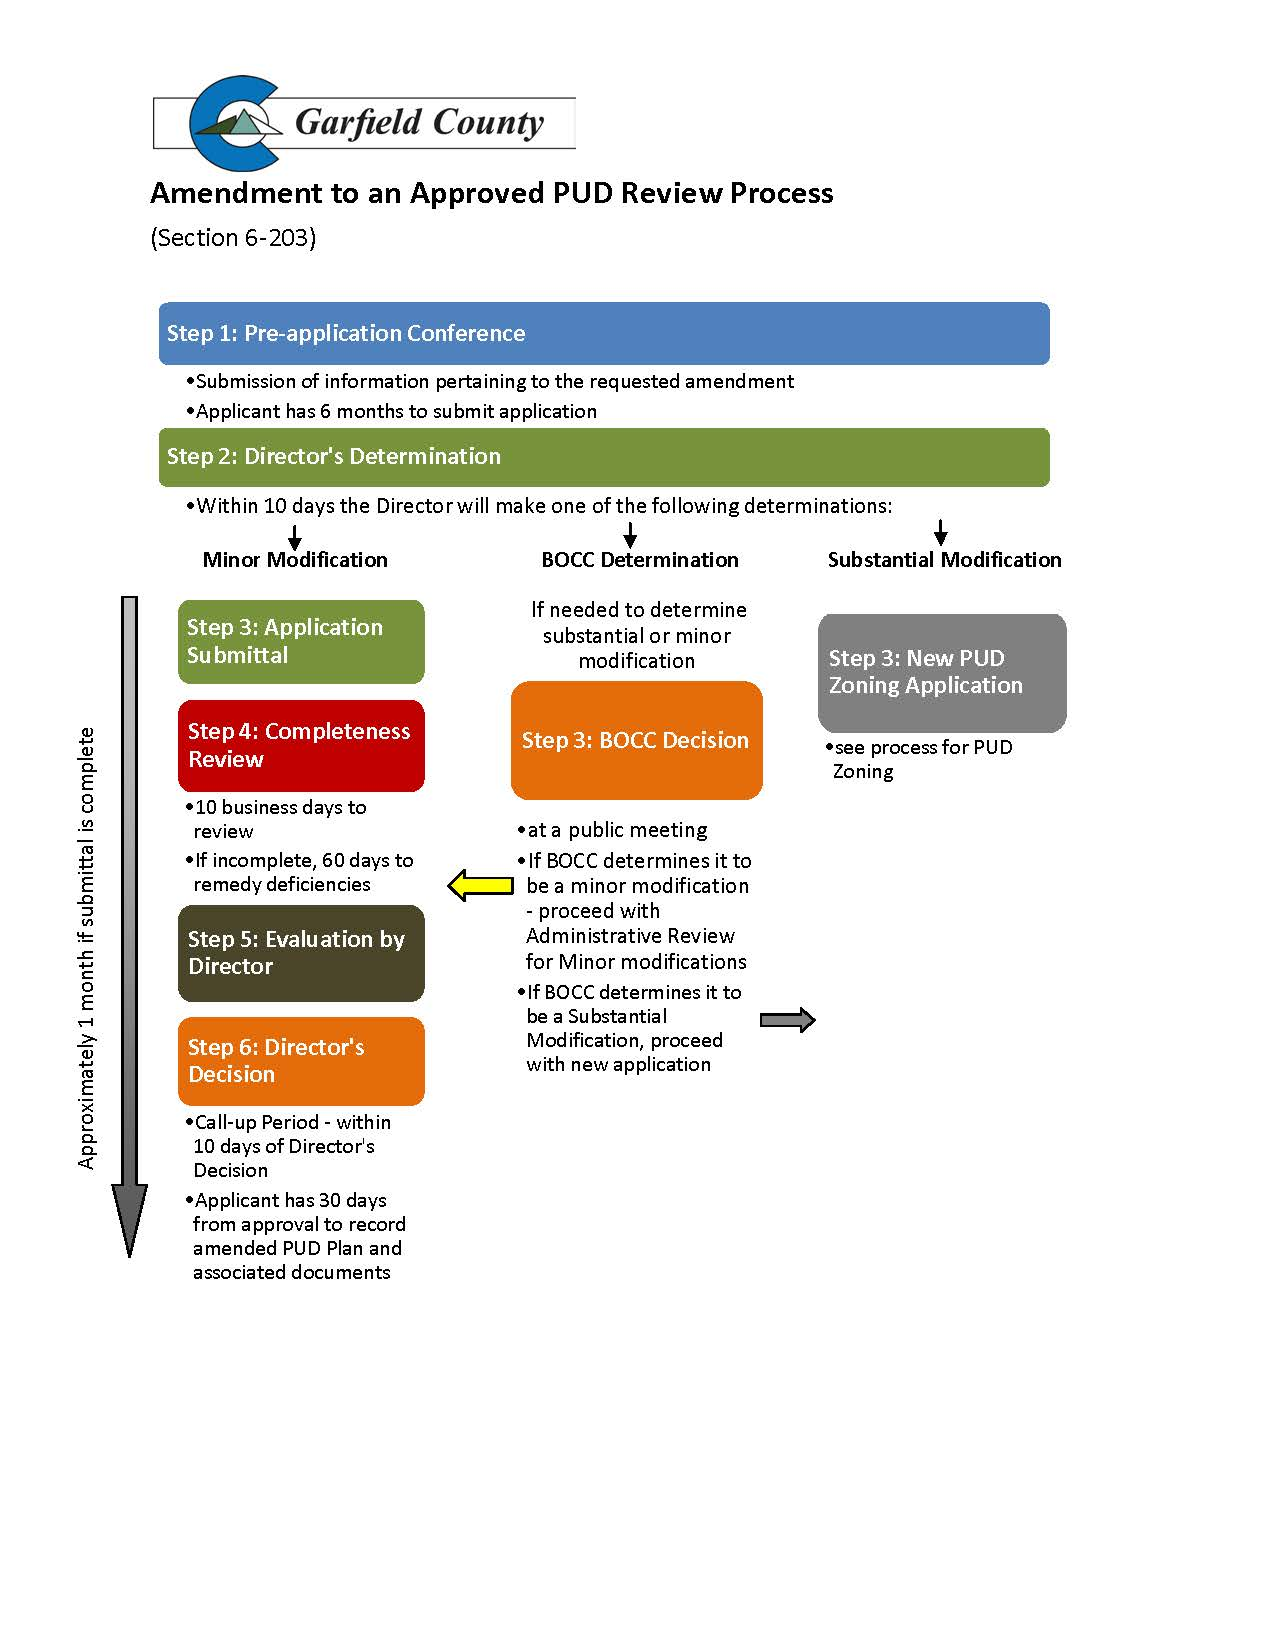 Garfield County
Amendment to an Approved PUD Review Process
(Section 6-203)
Step 1: Pre-application Conference
•Submission of information pertaining to the requested amendment
•Applicant has 6 months to submit application
Step 2: Director's Determination
•Within 10 days the Director will make one of the following determinations:
Minor Modification
Step 3: Application
Submittal
Step 4: Completeness
Review
•10 business days to
review
•If incomplete, 60 days to
remedy deficiencies
Step 5: Evaluation by
Director
Step 6: Director's
Decision
•Call-up Period - within
10 days of Director's
Decision
•Applicant has 30 days
from approval to record
amended PUD Plan and
associated documents
Approximately 1 month if submittal is complete
BOCC Determination
If needed to determine
substantial or minor
modification
Step 3: BOCC Decision
•at a public meeting
•If BOCC determines it to
be a minor modification
- proceed with
Administrative Review
for Minor modifications
•If BOCC determines it to
be a Substantial
Modification, proceed
with new application
Substantial Modification
Step 3: New PUD
Zoning Application
•see process for PUD
Zoning